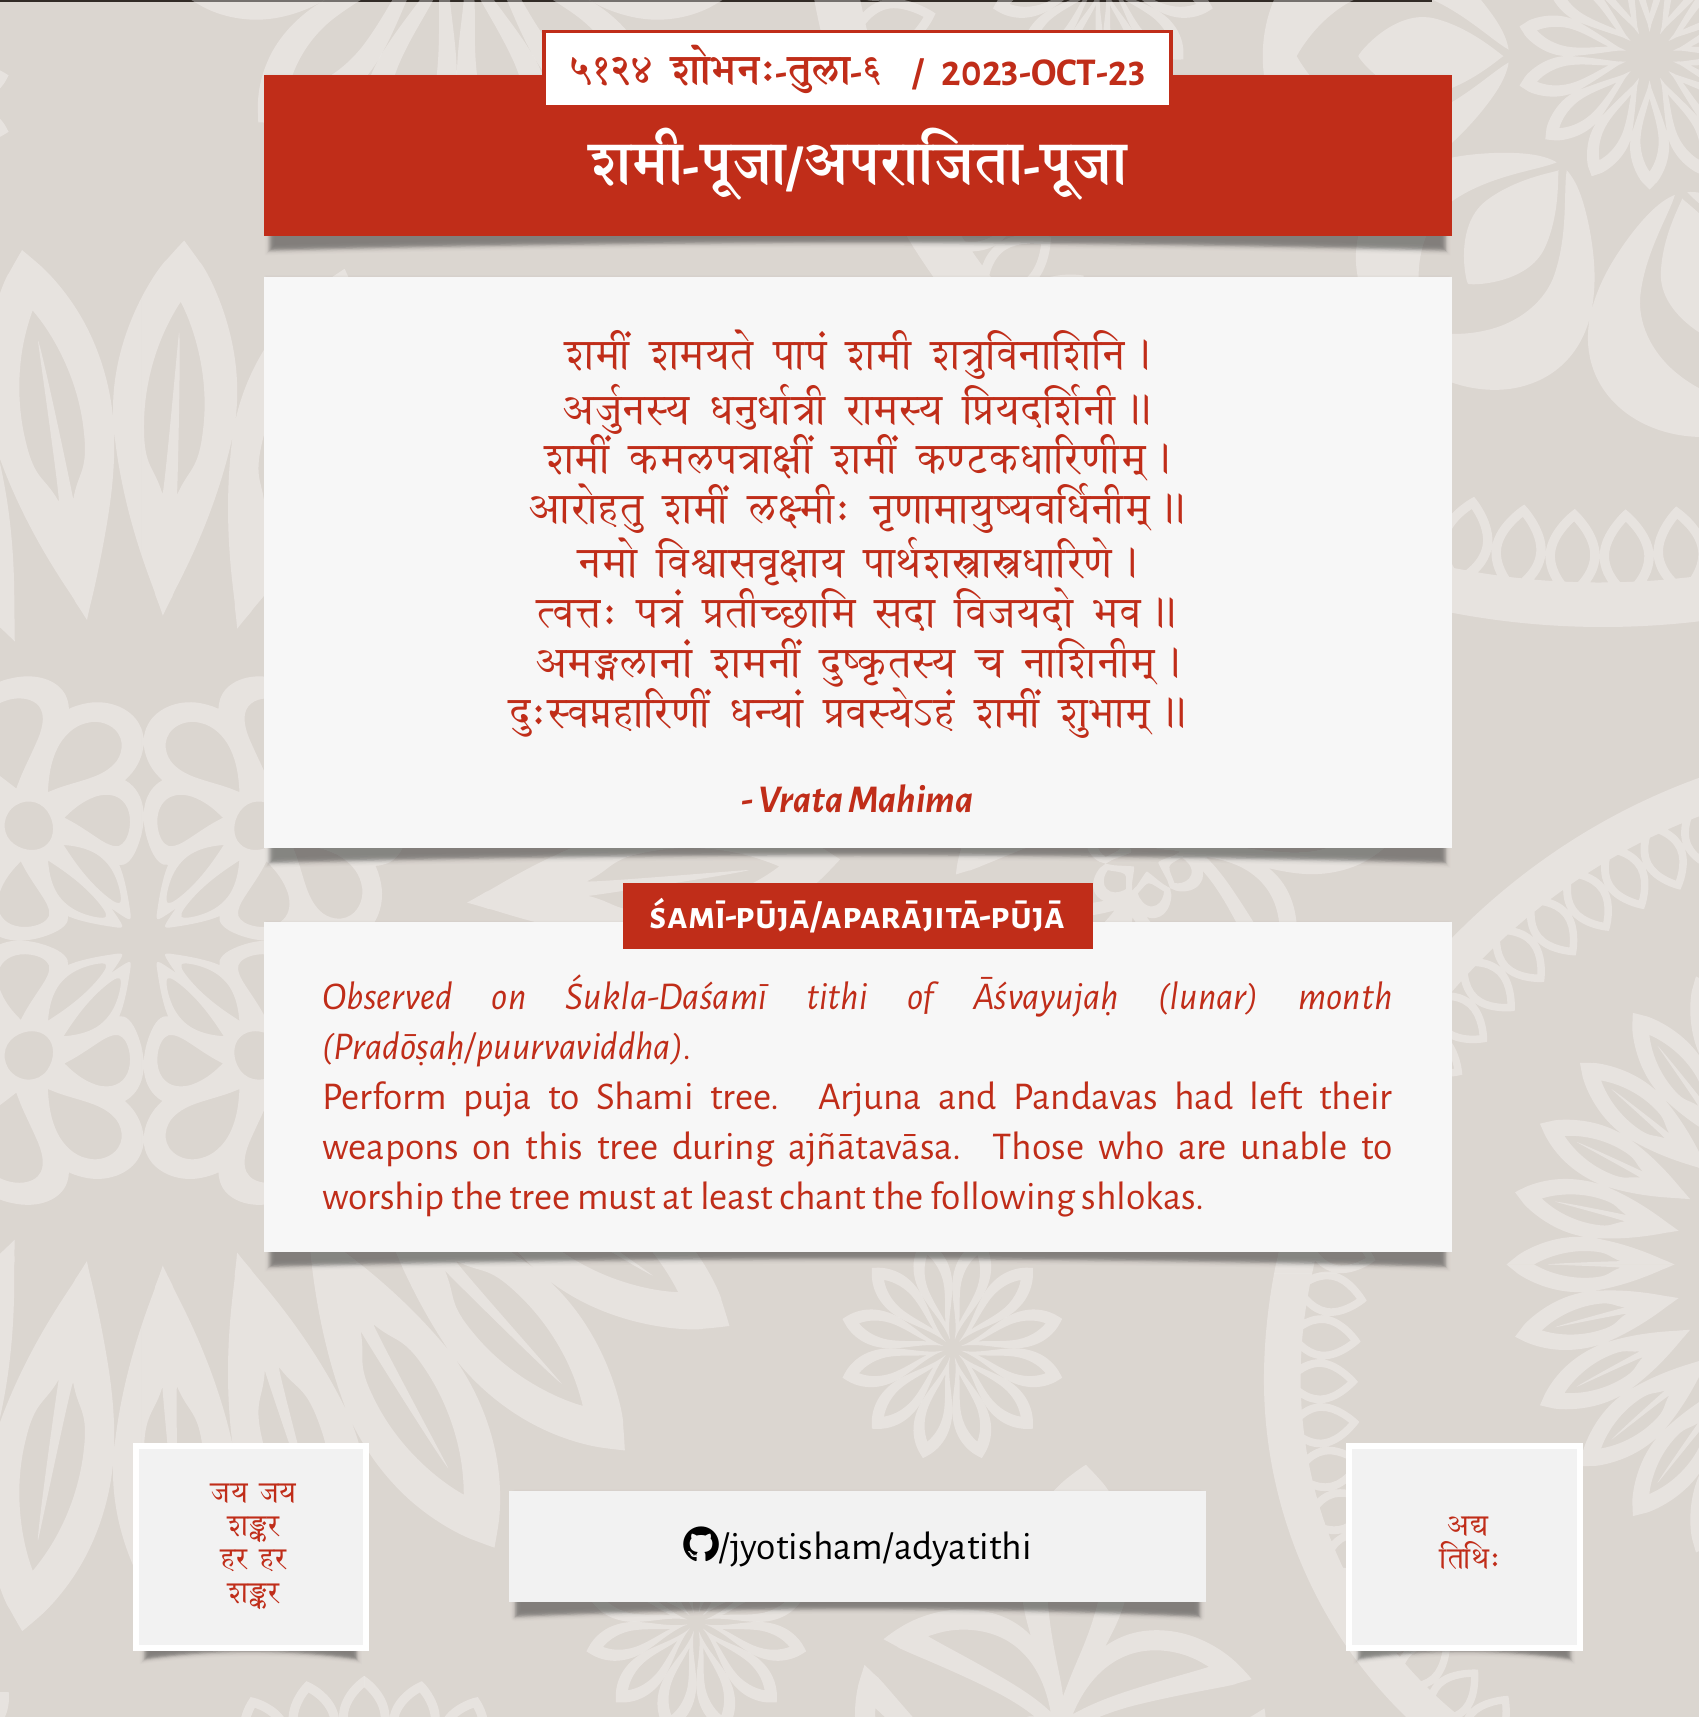 ५१२४ शोभनः-तुला-६ / 2023-OCT-23
शमी-पूजा/अपराजिता-पूजा
शमीं शमयते पापं शमी शत्रुविनाशिनि ।
अर्जुनस्य धनुर्धात्री रामस्य प्रियदर्शिनी ॥
शमीं कमलपत्राक्षीं शमीं कण्टकधारिणीम् ।
आरोहतु शमीं लक्ष्मीः नृणामायुष्यवर्धिनीम् ॥
नमो विश्वासवृक्षाय पार्थशस्त्रास्त्रधारिणे ।
त्वत्तः पत्रं प्रतीच्छामि सदा विजयदो भव ॥
अमङ्गलानां शमनीं दुष्कृतस्य च नाशिनीम् ।
दुःस्वप्नहारिणीं धन्यां प्रवस्येऽहं शमीं शुभाम् ॥
- Vrata Mahima
ŚAMĪ-PŪJĀ/APARĀJITĀ-PŪJĀ
Observed on Śukla-Daśamī tithi of Āśvayujaḥ (lunar) month
(Pradōṣaḥ/puurvaviddha).
Perform puja to Shami tree. Arjuna and Pandavas had left their
weapons on this tree during ajñātavāsa. Those who are unable to
worship the tree must at least chant the following shlokas.
जय जय
शङ्कर
हर हर
शङ्कर
/jyotisham/adyatithi
अद्य
तिथिः